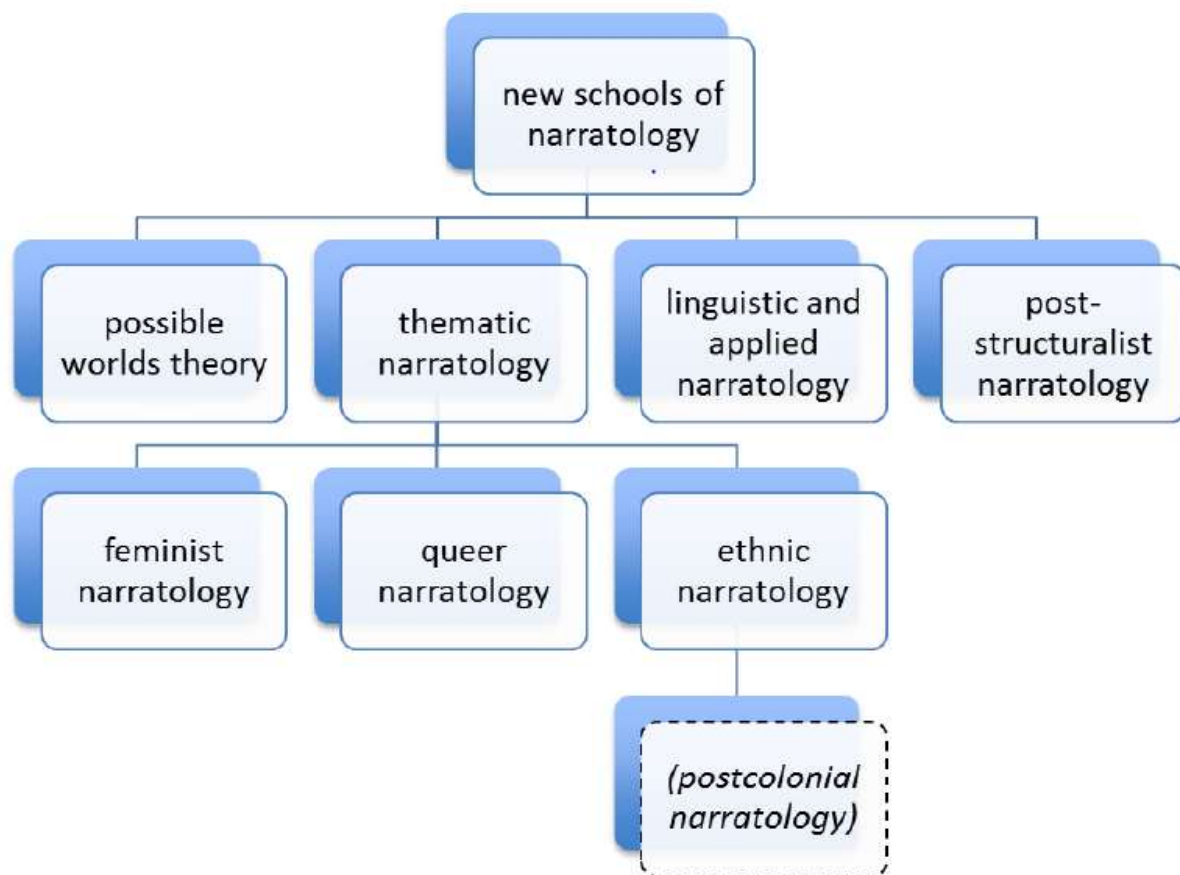 new schools of
narratology
possible
worlds theory
thematic
narratology
linguistic and
applied
narratology
post-
structuralist
narratology
feminist
narratology
queer
narratology
ethnic
narratology
(postcolonial
narratology)